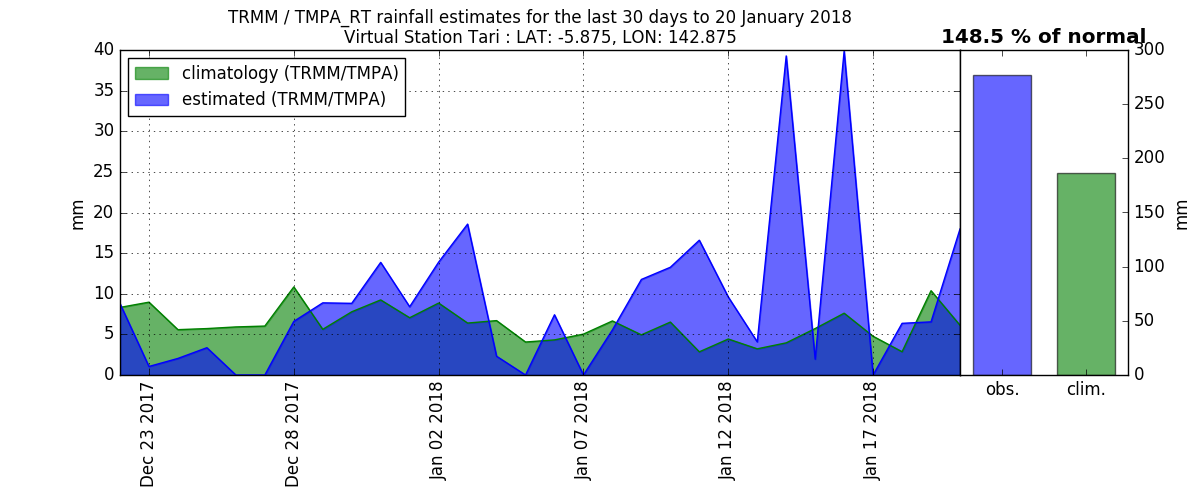 TRMM / TMPA_RT rainfall estimates for the last 30 days to 20 January 2018
Virtual Station Tari : LAT: -5.875, LON: 142.875
148.5 % of normal
climatology (TRMM/TMPA)
estimated (TRMM/TMPA)
mm
40
35
30
25
20
15
10
5
0
Dec 23 2017
Dec 28 2017
Jan 02 2018
Jan 07 2018
Jan 12 2018
Jan 17 2018
obs.
clim.
300
250
200
150
100
50
0
mm